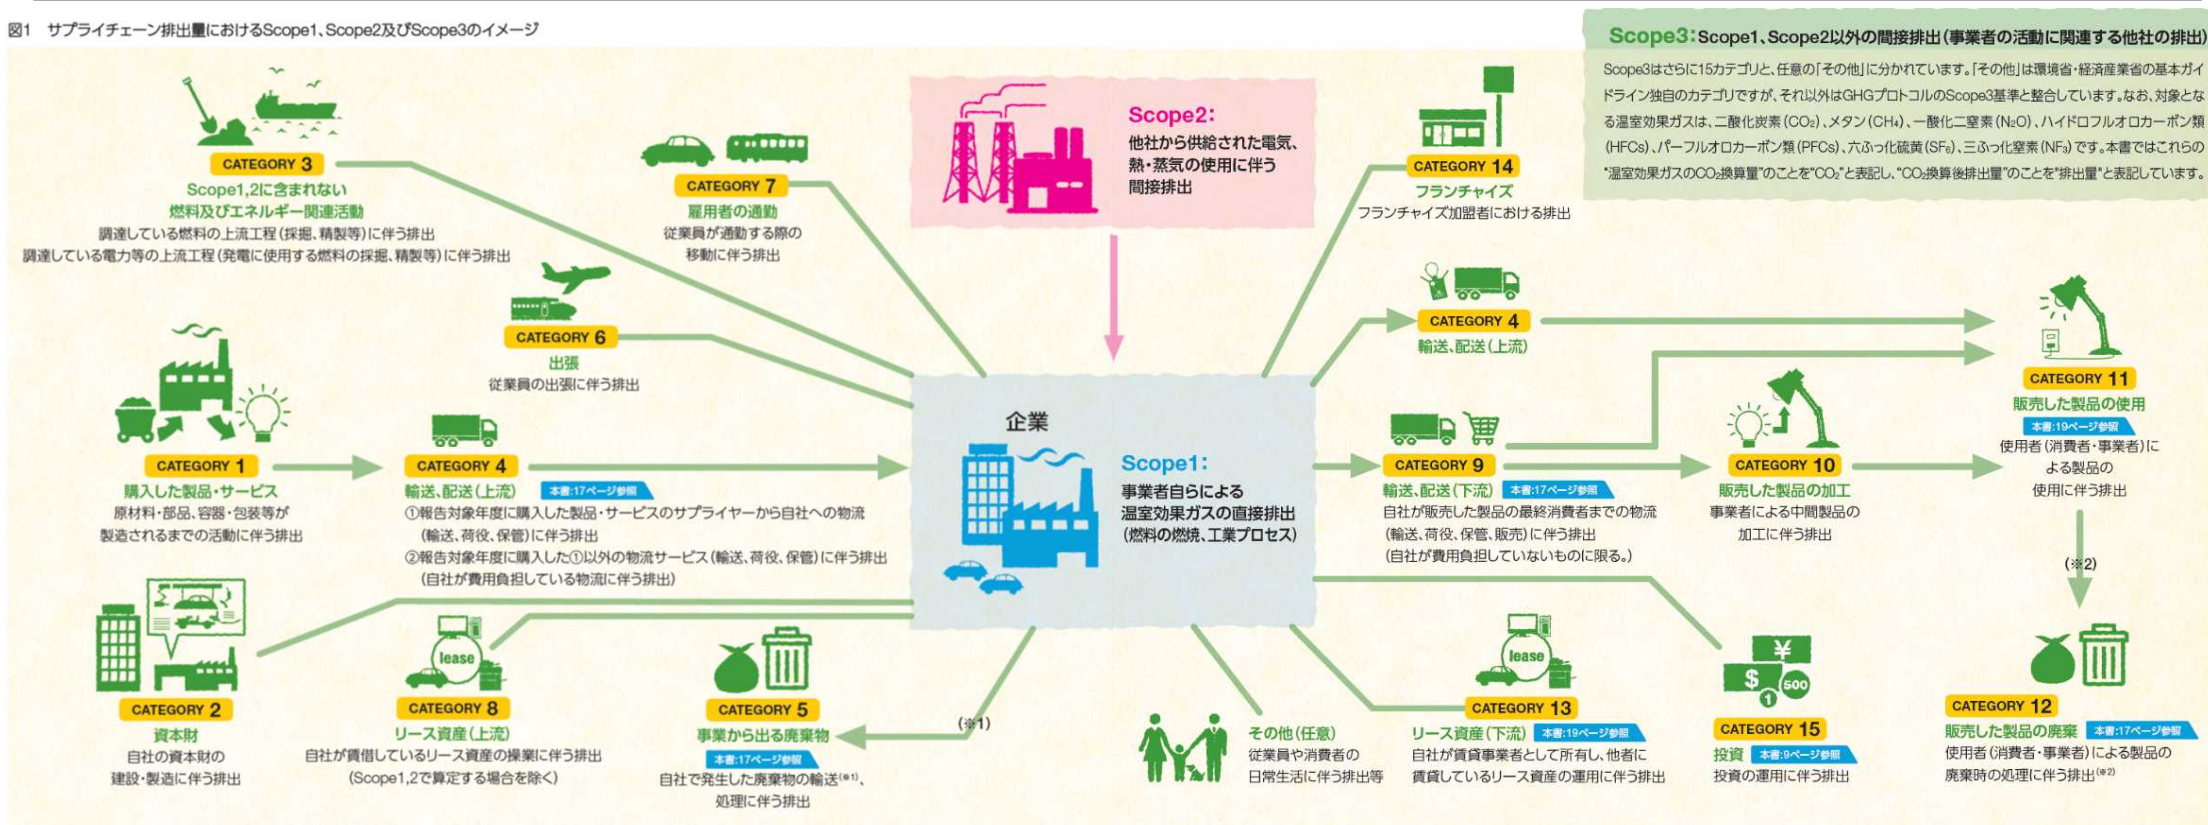 図1 サプライチェーン排出量におけるScope1、Scope2及びScope3のイメージ
Scope3:Scope1、Scope2以外の間接排出(事業者の活動に関連する他社の排出)
Scope3はさらに15カテゴリと、任意の「その他」に分かれています。「その他」は環境省・経済産業省の基本ガイ
ドライン独自のカテゴリですが、それ以外はGHGプロトコルのScope3基準と整合しています。なお、対象とな
る温室効果ガスは、二酸化炭素(CO₂)、メタン(CH₄)、一酸化二窒素(N₂O)、ハイドロフルオロカーボン類
(HFCs)、パーフルオロカーボン類(PFCs)、六ふっ化硫黄(SF₆)、三ふっ化窒素(NF₃)です。本書ではこれらの
“温室効果ガスのCO₂換算量”のことを“CO₂”と表記し、“CO₂換算後排出量”のことを“排出量”と表記しています。
CATEGORY 3
Scope1,2に含まれない
燃料及びエネルギー関連活動
調達している燃料の上流工程(採掘、精製等)に伴う排出
調達している電力等の上流工程(発電に使用する燃料の採掘、精製等)に伴う排出
CATEGORY 7
雇用者の通勤
従業員が通勤する際の
移動に伴う排出
Scope2:
他社から供給された電気、
熱・蒸気の使用に伴う
間接排出
CATEGORY 14
フランチャイズ
フランチャイズ加盟者における排出
CATEGORY 6
出張
従業員の出張に伴う排出
CATEGORY 4
輸送、配送(上流)
CATEGORY 11
販売した製品の使用
本書:19ページ参照
使用者(消費者・事業者)に
よる製品の
使用に伴う排出
CATEGORY 1
購入した製品・サービス
原材料・部品、容器・包装等が
製造されるまでの活動に伴う排出
CATEGORY 4
輸送、配送(上流) 本書:17ページ参照
①報告対象年度に購入した製品・サービスのサプライヤーから自社への物流
(輸送、荷役、保管)に伴う排出
②報告対象年度に購入した①以外の物流サービス(輸送、荷役、保管)に伴う排出
(自社が費用負担している物流に伴う排出)
企業
Scope1:
事業者自らによる
温室効果ガスの直接排出
(燃料の燃焼、工業プロセス)
CATEGORY 9
輸送、配送(下流) 本書:17ページ参照
自社が販売した製品の最終消費者までの物流
(輸送、荷役、保管、販売)に伴う排出
(自社が費用負担していないものに限る。)
CATEGORY 10
販売した製品の加工
事業者による中間製品の
加工に伴う排出
(※2)
CATEGORY 2
資本財
自社の資本財の
建設・製造に伴う排出
lease
CATEGORY 8
リース資産(上流)
自社が賃借しているリース資産の操業に伴う排出
(Scope1,2で算定する場合を除く)
CATEGORY 5
事業から出る廃棄物
本書:17ページ参照
自社で発生した廃棄物の輸送(※1)、
処理に伴う排出
(※1)
その他(任意)
従業員や消費者の
日常生活に伴う排出等
lease
CATEGORY 13
リース資産(下流) 本書:19ページ参照
自社が賃貸事業者として所有し、他者に
賃貸しているリース資産の運用に伴う排出
¥
$
1
500
CATEGORY 15
投資 本書:9ページ参照
投資の運用に伴う排出
CATEGORY 12
販売した製品の廃棄 本書:17ページ参照
使用者(消費者・事業者)による製品の
廃棄時の処理に伴う排出(※2)